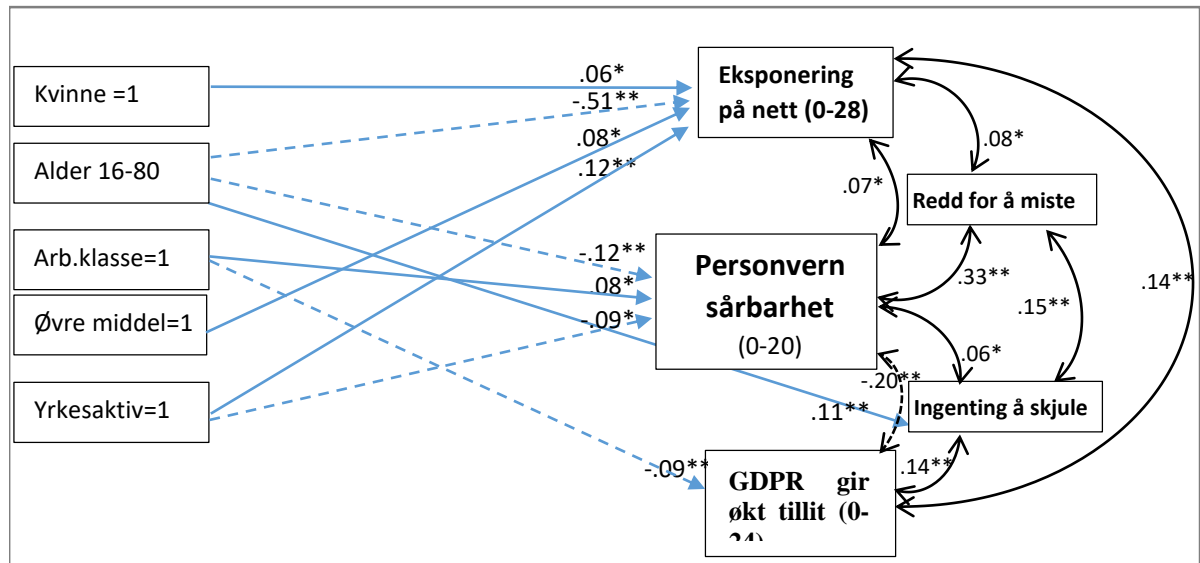 Kvinne =1
Alder 16-80
Arb.klasse=1
Øvre middel=1
Yrkesaktiv=1
.06*
-.51**
.08*
.12**
-.12**
.08*
-.09*
-.09**
.11**
Eksponering
på nett (0-28)
Personvern
sårbarhet
(0-20)
GDPR gir
økt tillit (0-
24)
Redd for å miste
Ingenting å skjule
.08*
.07*
.33**
.15**
.14**
.06*
-.20**
.14**